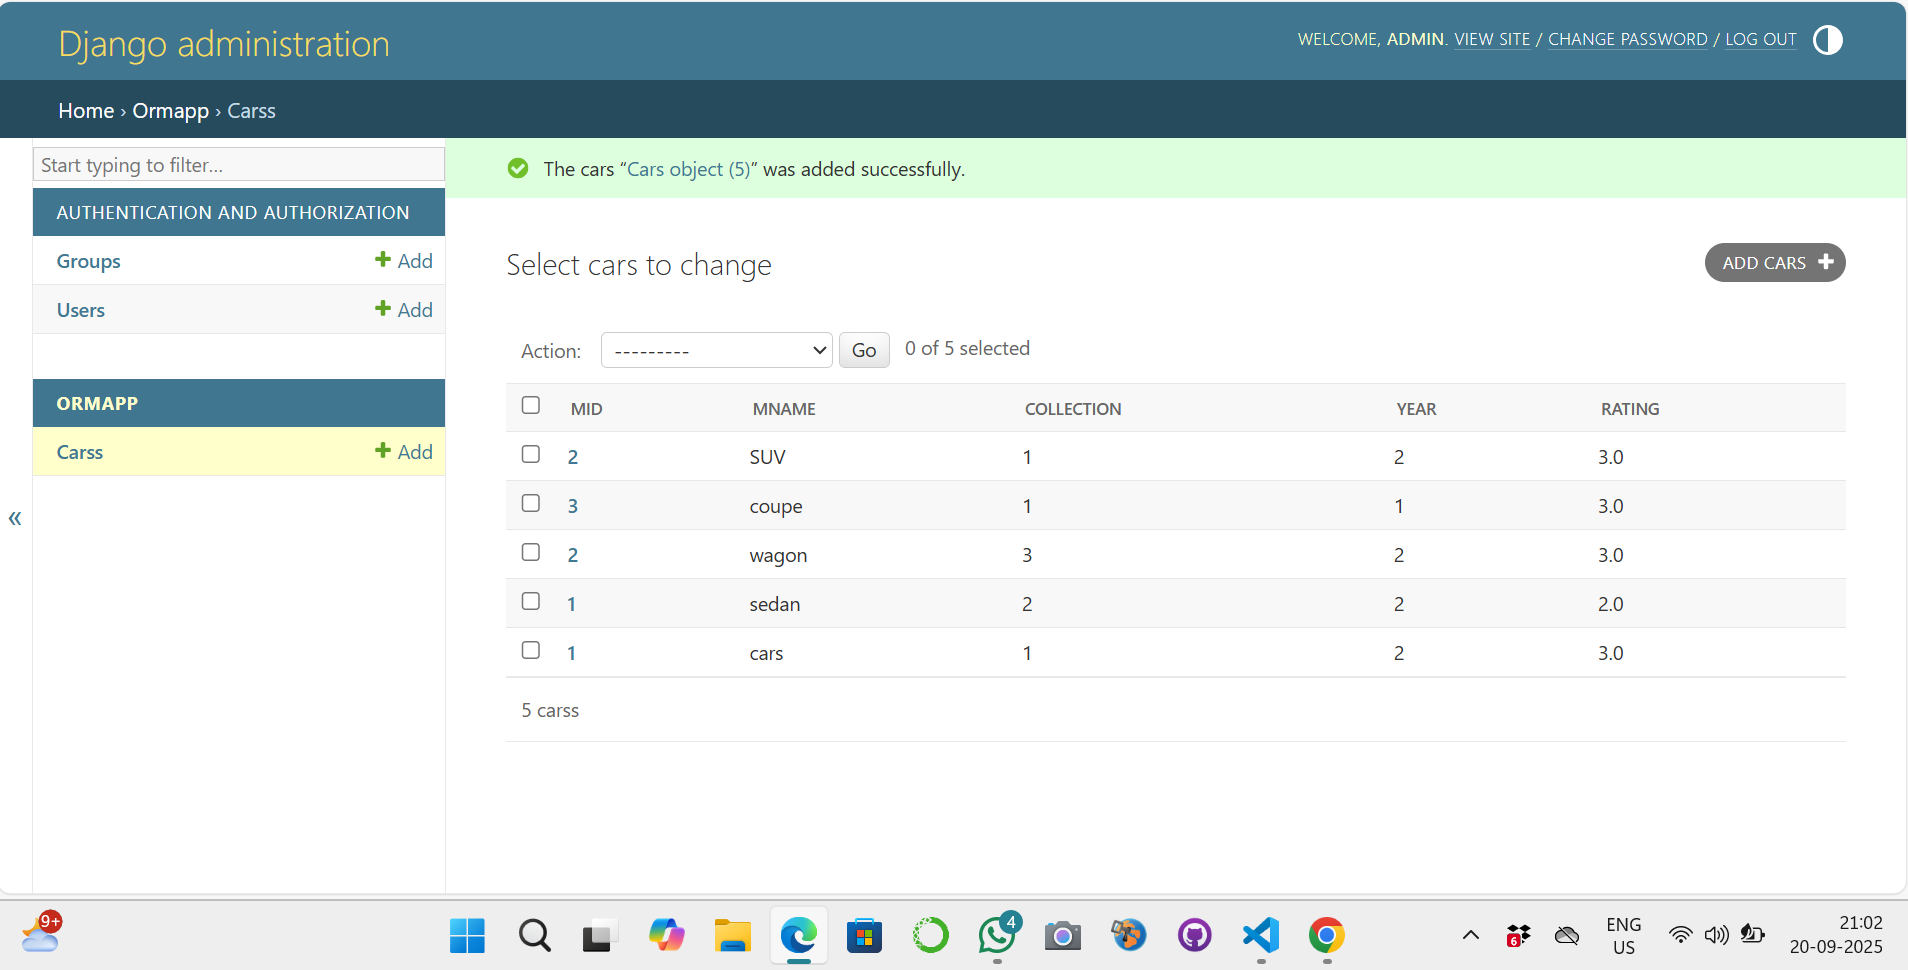 Django administration
WELCOME, ADMIN. VIEW SITE / CHANGE PASSWORD / LOG OUT
Home › Ormapp › Carss
Start typing to filter...
AUTHENTICATION AND AUTHORIZATION
Groups + Add
Users + Add
ORMAPP
Carss + Add
«
The cars “Cars object (5)” was added successfully.
Select cars to change
ADD CARS +
Action: --------- Go 0 of 5 selected
MID MNAME COLLECTION YEAR RATING
2 SUV 1 2 3.0
3 coupe 1 1 3.0
2 wagon 3 2 3.0
1 sedan 2 2 2.0
1 cars 1 2 3.0
5 carss
9+
4
6
ENG
US
21:02
20-09-2025